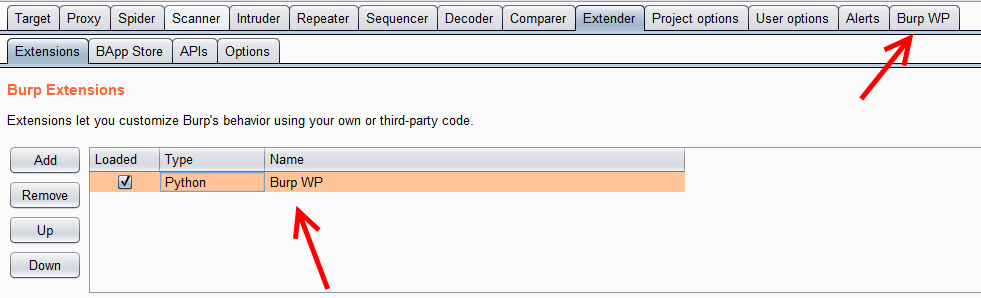 Target Proxy Spider Scanner Intruder Repeater Sequencer Decoder Comparer Extender Project options User options Alerts Burp WP
Extensions BApp Store APIs Options
Burp Extensions
Extensions let you customize Burp's behavior using your own or third-party code.
Add
Remove
Up
Down
Loaded Type Name
Python Burp WP